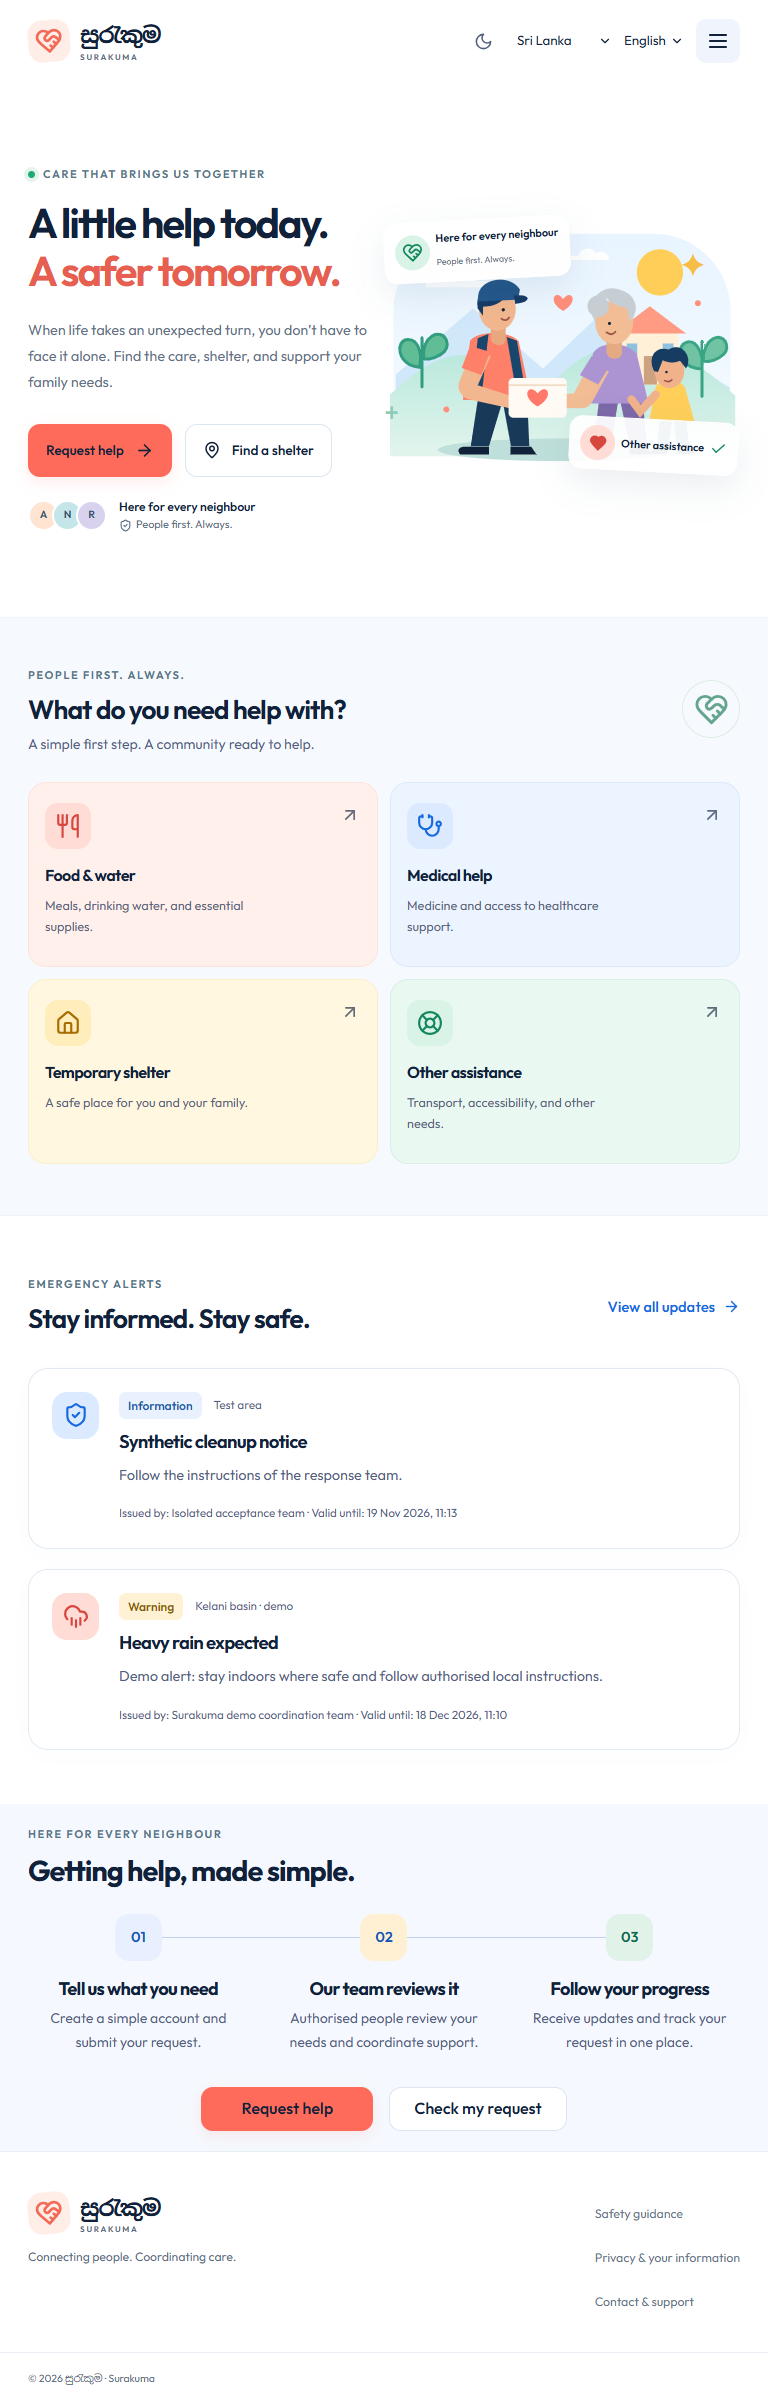 සුරැකුම
SURAKUMA
Sri Lanka
English
CARE THAT BRINGS US TOGETHER
A little help today.
A safer tomorrow.
When life takes an unexpected turn, you don't have to
face it alone. Find the care, shelter, and support your
family needs.
Request help
Find a shelter
A N R
Here for every neighbour
People first. Always.
Here for every neighbour
People first. Always.
Other assistance
PEOPLE FIRST. ALWAYS.
What do you need help with?
A simple first step. A community ready to help.
Food & water
Meals, drinking water, and essential
supplies.
Medical help
Medicine and access to healthcare
support.
Temporary shelter
A safe place for you and your family.
Other assistance
Transport, accessibility, and other
needs.
EMERGENCY ALERTS
Stay informed. Stay safe.
View all updates
Information Test area
Synthetic cleanup notice
Follow the instructions of the response team.
Issued by: Isolated acceptance team · Valid until: 19 Nov 2026, 11:13
Warning Kelani basin · demo
Heavy rain expected
Demo alert: stay indoors where safe and follow authorised local instructions.
Issued by: Surakuma demo coordination team · Valid until: 18 Dec 2026, 11:10
HERE FOR EVERY NEIGHBOUR
Getting help, made simple.
01
Tell us what you need
Create a simple account and
submit your request.
02
Our team reviews it
Authorised people review your
needs and coordinate support.
03
Follow your progress
Receive updates and track your
request in one place.
Request help
Check my request
සුරැකුම
SURAKUMA
Connecting people. Coordinating care.
Safety guidance
Privacy & your information
Contact & support
© 2026 සුරැකුම · Surakuma